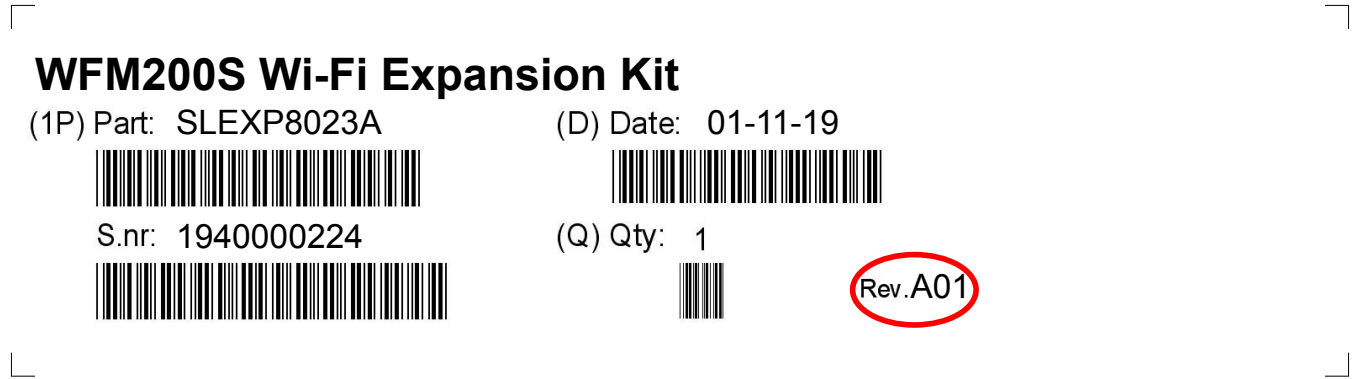 WFM200S Wi-Fi Expansion Kit
(1P) Part: SLEXP8023A (D) Date: 01-11-19
S.nr: 1940000224 (Q) Qty: 1
Rev.A01